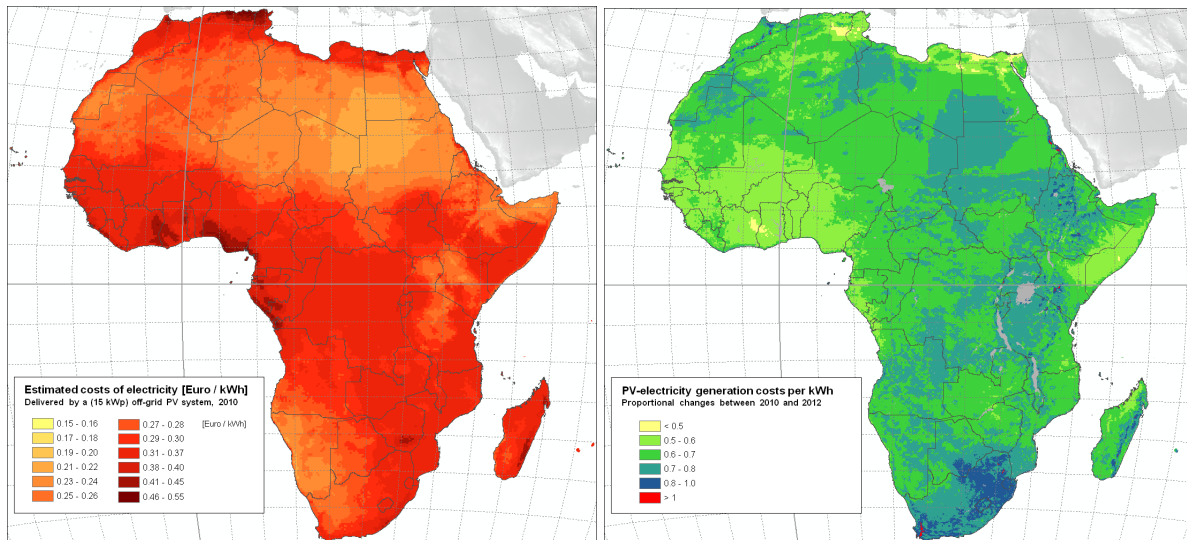 Estimated costs of electricity [Euro / kWh]
Delivered by a (15 kWp) off-grid PV system, 2010
0.15 - 0.16
0.17 - 0.18
0.19 - 0.20
0.21 - 0.22
0.23 - 0.24
0.25 - 0.26
0.27 - 0.28
0.29 - 0.30
0.31 - 0.37
0.38 - 0.40
0.41 - 0.45
0.46 - 0.55
[Euro / kWh]
PV-electricity generation costs per kWh
Proportional changes between 2010 and 2012
< 0.5
0.5 - 0.6
0.6 - 0.7
0.7 - 0.8
0.8 - 1.0
> 1